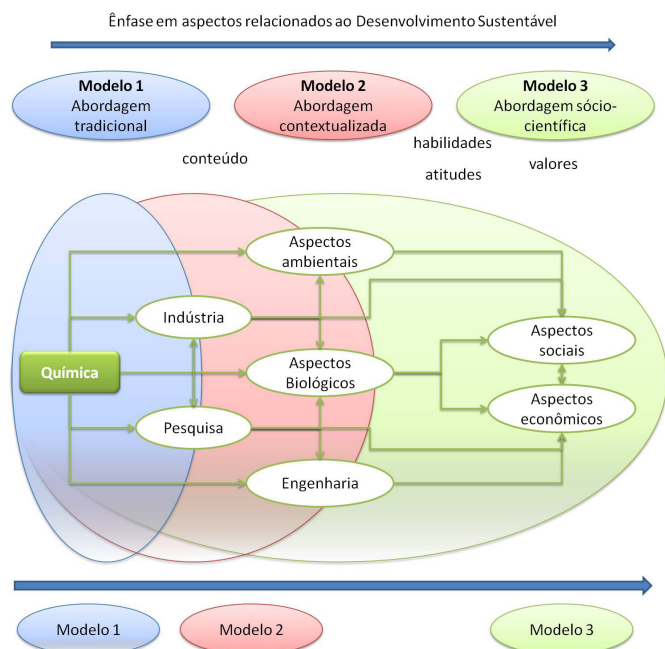 Ênfase em aspectos relacionados ao Desenvolvimento Sustentável
Modelo 1
Abordagem
tradicional
Modelo 2
Abordagem
contextualizada
Modelo 3
Abordagem sócio-
científica
conteúdo
habilidades
atitudes
valores
Aspectos
ambientais
Indústria
Aspectos
sociais
Química
Aspectos
Biológicos
Aspectos
econômicos
Pesquisa
Engenharia
Modelo 1
Modelo 2
Modelo 3